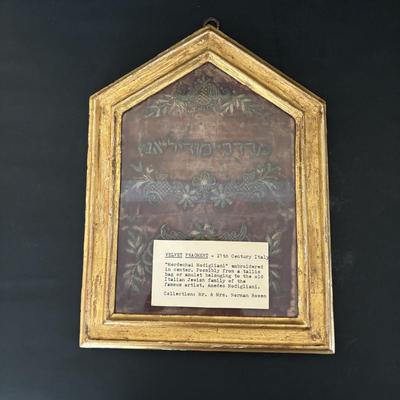 מרדכי מודיליאני
VELVET FRAGMENT - 17th Century Italy
"Mordechai Modigliani" embroidered
in center. Possibly from a tallis
bag or amulet belonging to the old
Italian Jewish family of the
famous artist, Amedeo Modigliani.
Collection: Mr. & Mrs. Norman Rosen